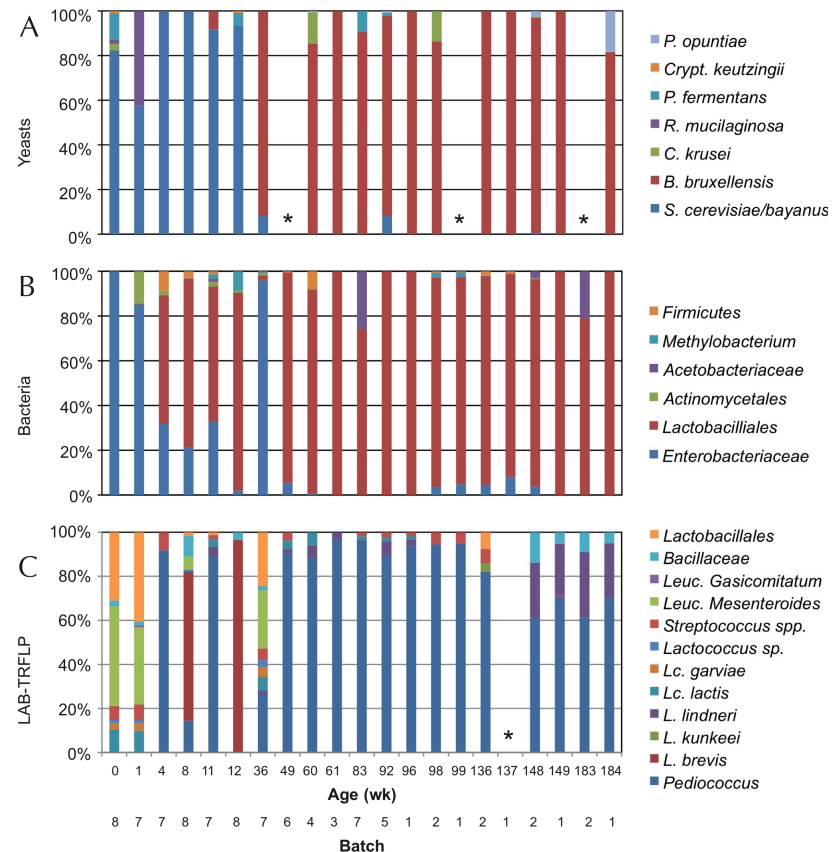 A
100%
80%
60%
40%
20%
0%
Yeasts
*
*
*
P. opuntiae
Crypt. keutzingii
P. fermentans
R. mucilaginosa
C. krusei
B. bruxellensis
S. cerevisiae/bayanus
B
100%
80%
60%
40%
20%
0%
Bacteria
Firmicutes
Methylobacterium
Acetobacteriaceae
Actinomycetales
Lactobacilliales
Enterobacteriaceae
C
100%
80%
60%
40%
20%
0%
LAB-TRFLP
*
Lactobacillales
Bacillaceae
Leuc. Gasicomitatum
Leuc. Mesenteroides
Streptococcus spp.
Lactococcus sp.
Lc. garviae
Lc. lactis
L. lindneri
L. kunkeei
L. brevis
Pediococcus
0 1 4 8 11 12 36 49 60 61 83 92 96 98 99 136 137 148 149 183 184
Age (wk)
8 7 7 8 7 8 7 6 4 3 7 5 1 2 1 2 1 2 1 2 1
Batch